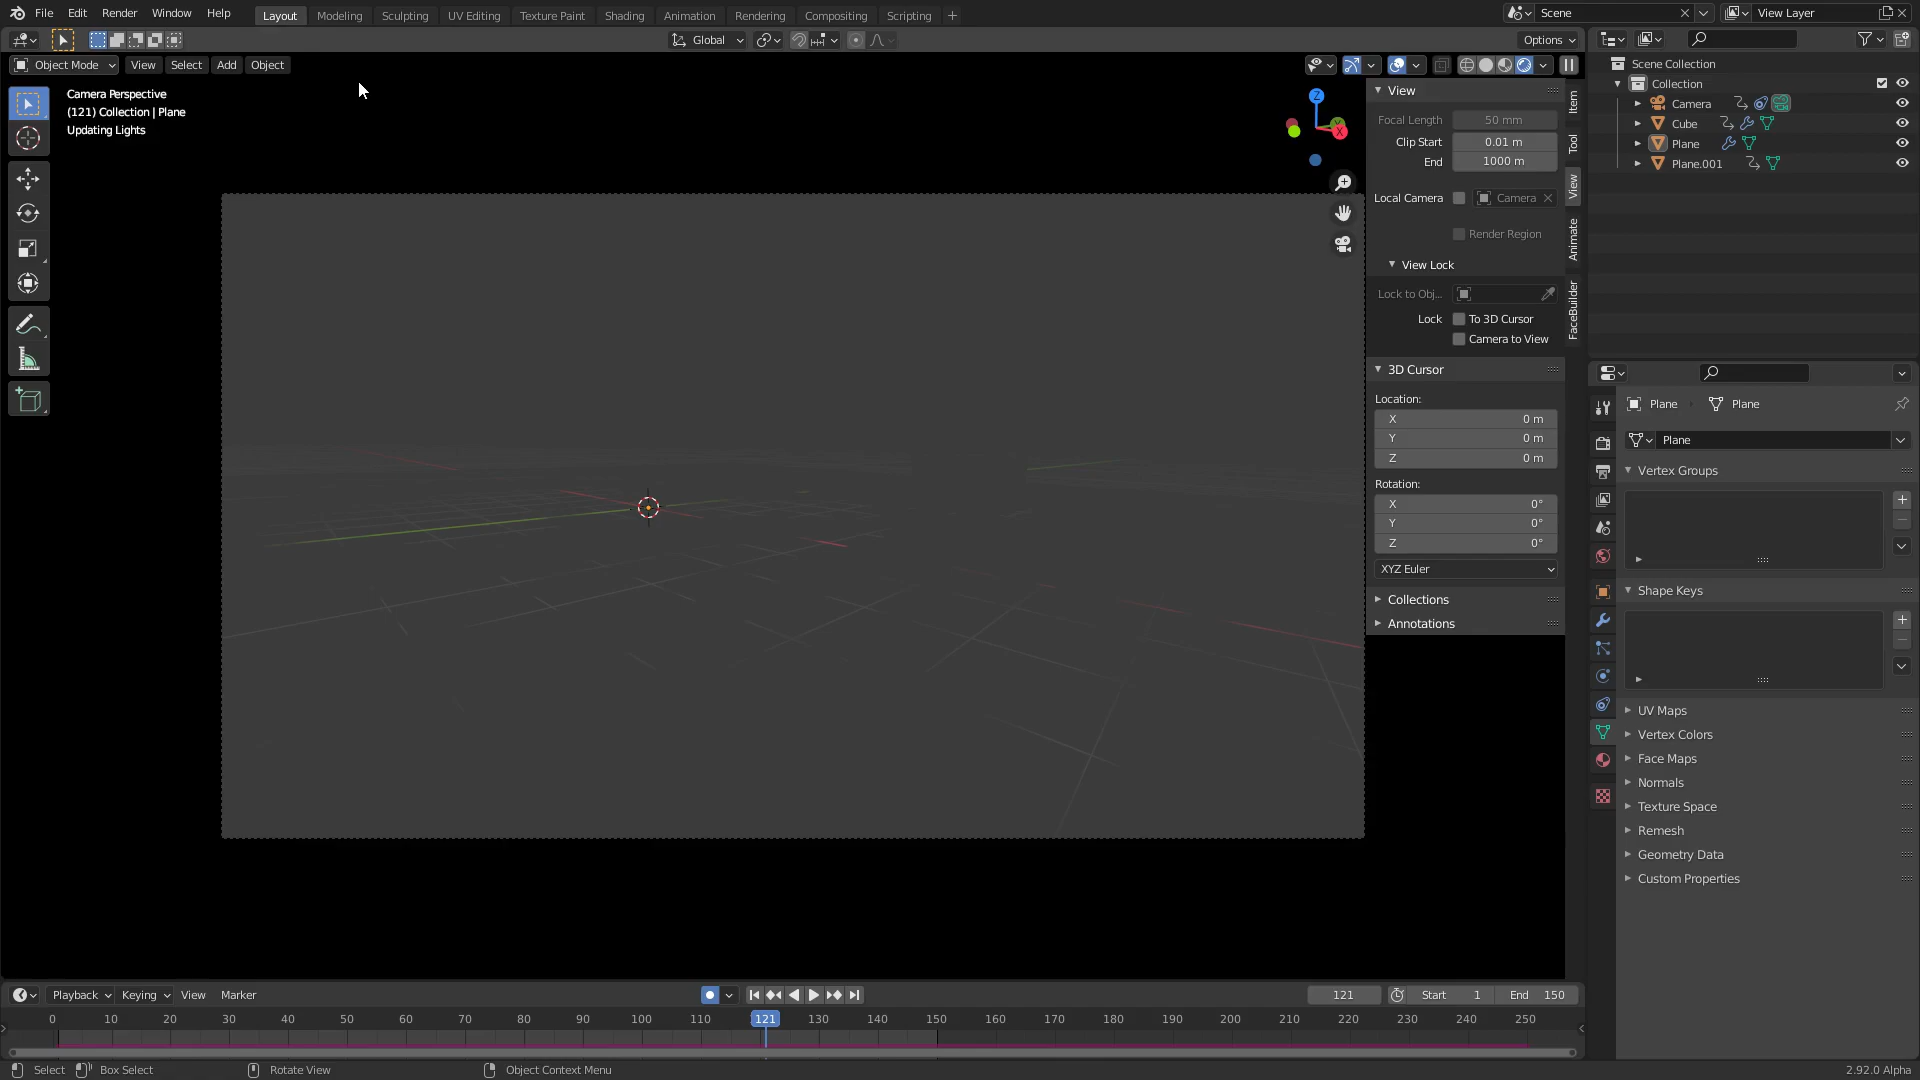 File Edit Render Window Help Layout Modeling Sculpting UV Editing Texture Paint Shading Animation Rendering Compositing Scripting + Scene View Layer
Global Options
Object Mode View Select Add Object
Camera Perspective
(121) Collection | Plane
Updating Lights
Z
Y
X
View
Focal Length 50 mm
Clip Start 0.01 m
End 1000 m
Local Camera Camera
Render Region
View Lock
Lock to Obj...
Lock To 3D Cursor
Camera to View
3D Cursor
Location:
X 0 m
Y 0 m
Z 0 m
Rotation:
X 0°
Y 0°
Z 0°
XYZ Euler
Collections
Annotations
Item
Tool
View
Animate
FaceBuilder
Scene Collection
Collection
Camera
Cube
Plane
Plane.001
Plane Plane
Plane
Vertex Groups
Shape Keys
UV Maps
Vertex Colors
Face Maps
Normals
Texture Space
Remesh
Geometry Data
Custom Properties
Playback Keying View Marker 121 Start 1 End 150
0 10 20 30 40 50 60 70 80 90 100 110 121 130 140 150 160 170 180 190 200 210 220 230 240 250
Select Box Select Rotate View Object Context Menu 2.92.0 Alpha